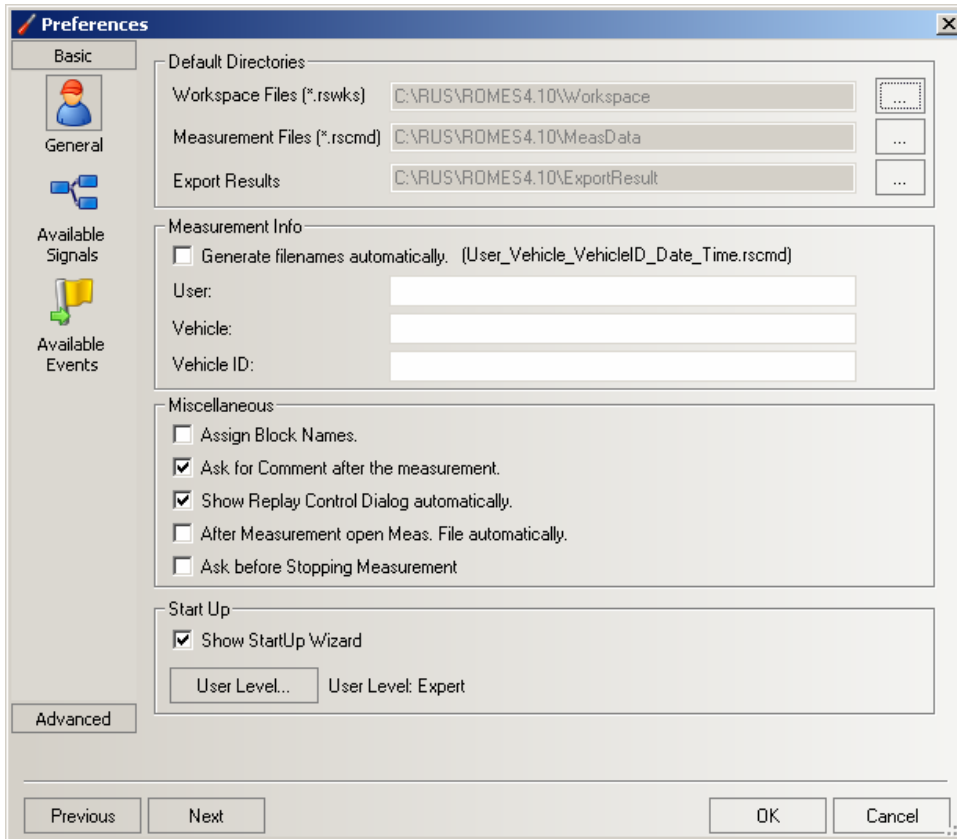 Preferences
Basic
General
Available
Signals
Available
Events
Advanced
Default Directories
Workspace Files (*.rswks) C:\RUS\ROMES4.10\Workspace ...
Measurement Files (*.rscmd) C:\RUS\ROMES4.10\MeasData ...
Export Results C:\RUS\ROMES4.10\ExportResult ...
Measurement Info
Generate filenames automatically. (User_Vehicle_VehicleID_Date_Time.rscmd)
User:
Vehicle:
Vehicle ID:
Miscellaneous
Assign Block Names.
Ask for Comment after the measurement.
Show Replay Control Dialog automatically.
After Measurement open Meas. File automatically.
Ask before Stopping Measurement
Start Up
Show StartUp Wizard
User Level... User Level: Expert
Previous Next OK Cancel